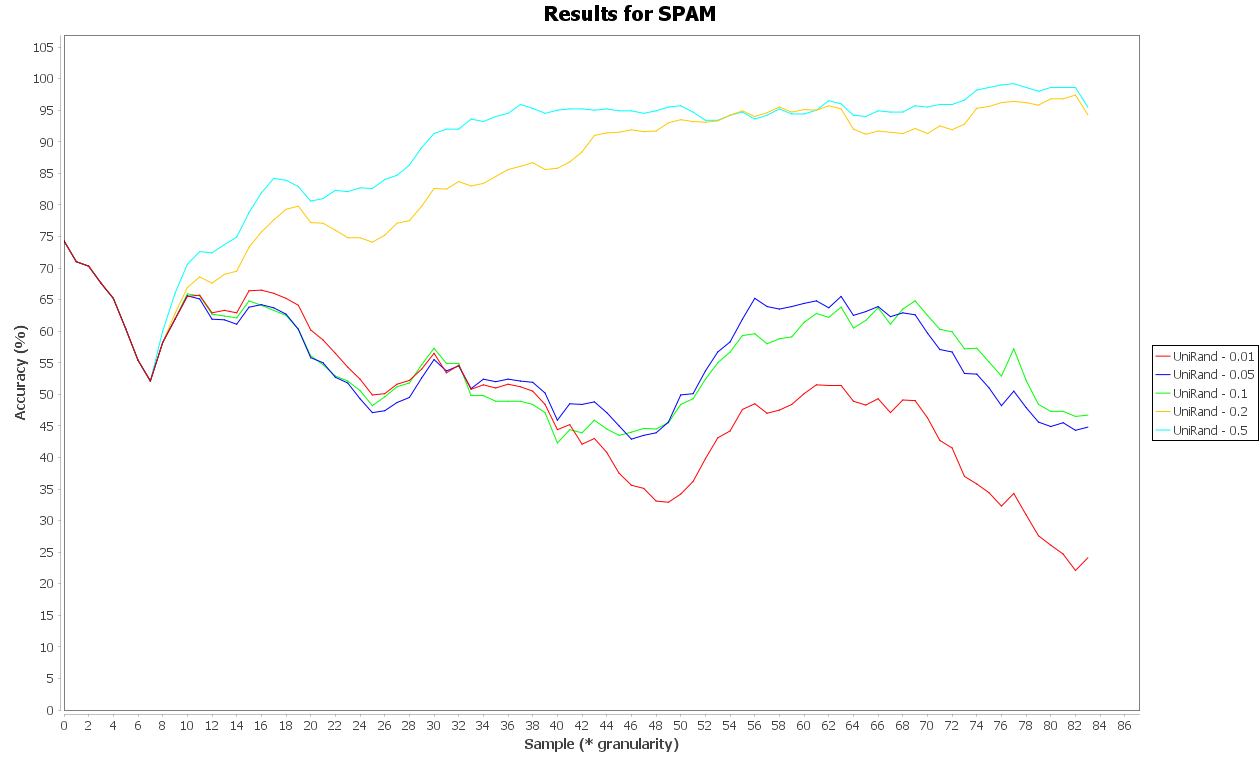 Results for SPAM
Accuracy (%)
105
100
95
90
85
80
75
70
65
60
55
50
45
40
35
30
25
20
15
10
5
0
0 2 4 6 8 10 12 14 16 18 20 22 24 26 28 30 32 34 36 38 40 42 44 46 48 50 52 54 56 58 60 62 64 66 68 70 72 74 76 78 80 82 84 86
Sample (* granularity)
UniRand - 0.01
UniRand - 0.05
UniRand - 0.1
UniRand - 0.2
UniRand - 0.5